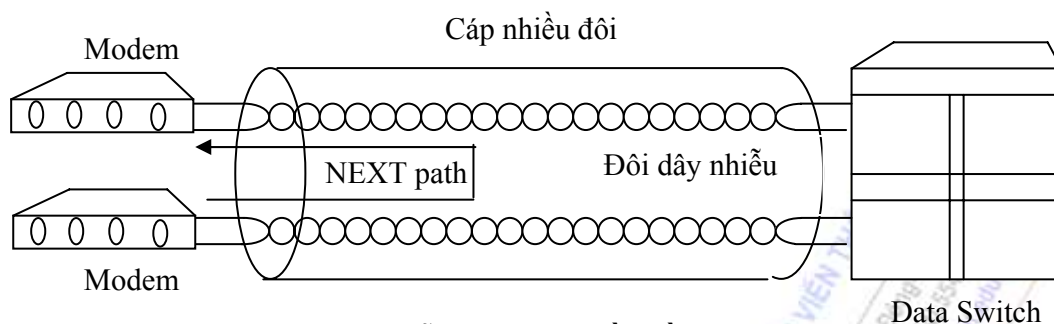 Cáp nhiều đôi
Modem
NEXT path
Đôi dây nhiễu
Modem
Data Switch